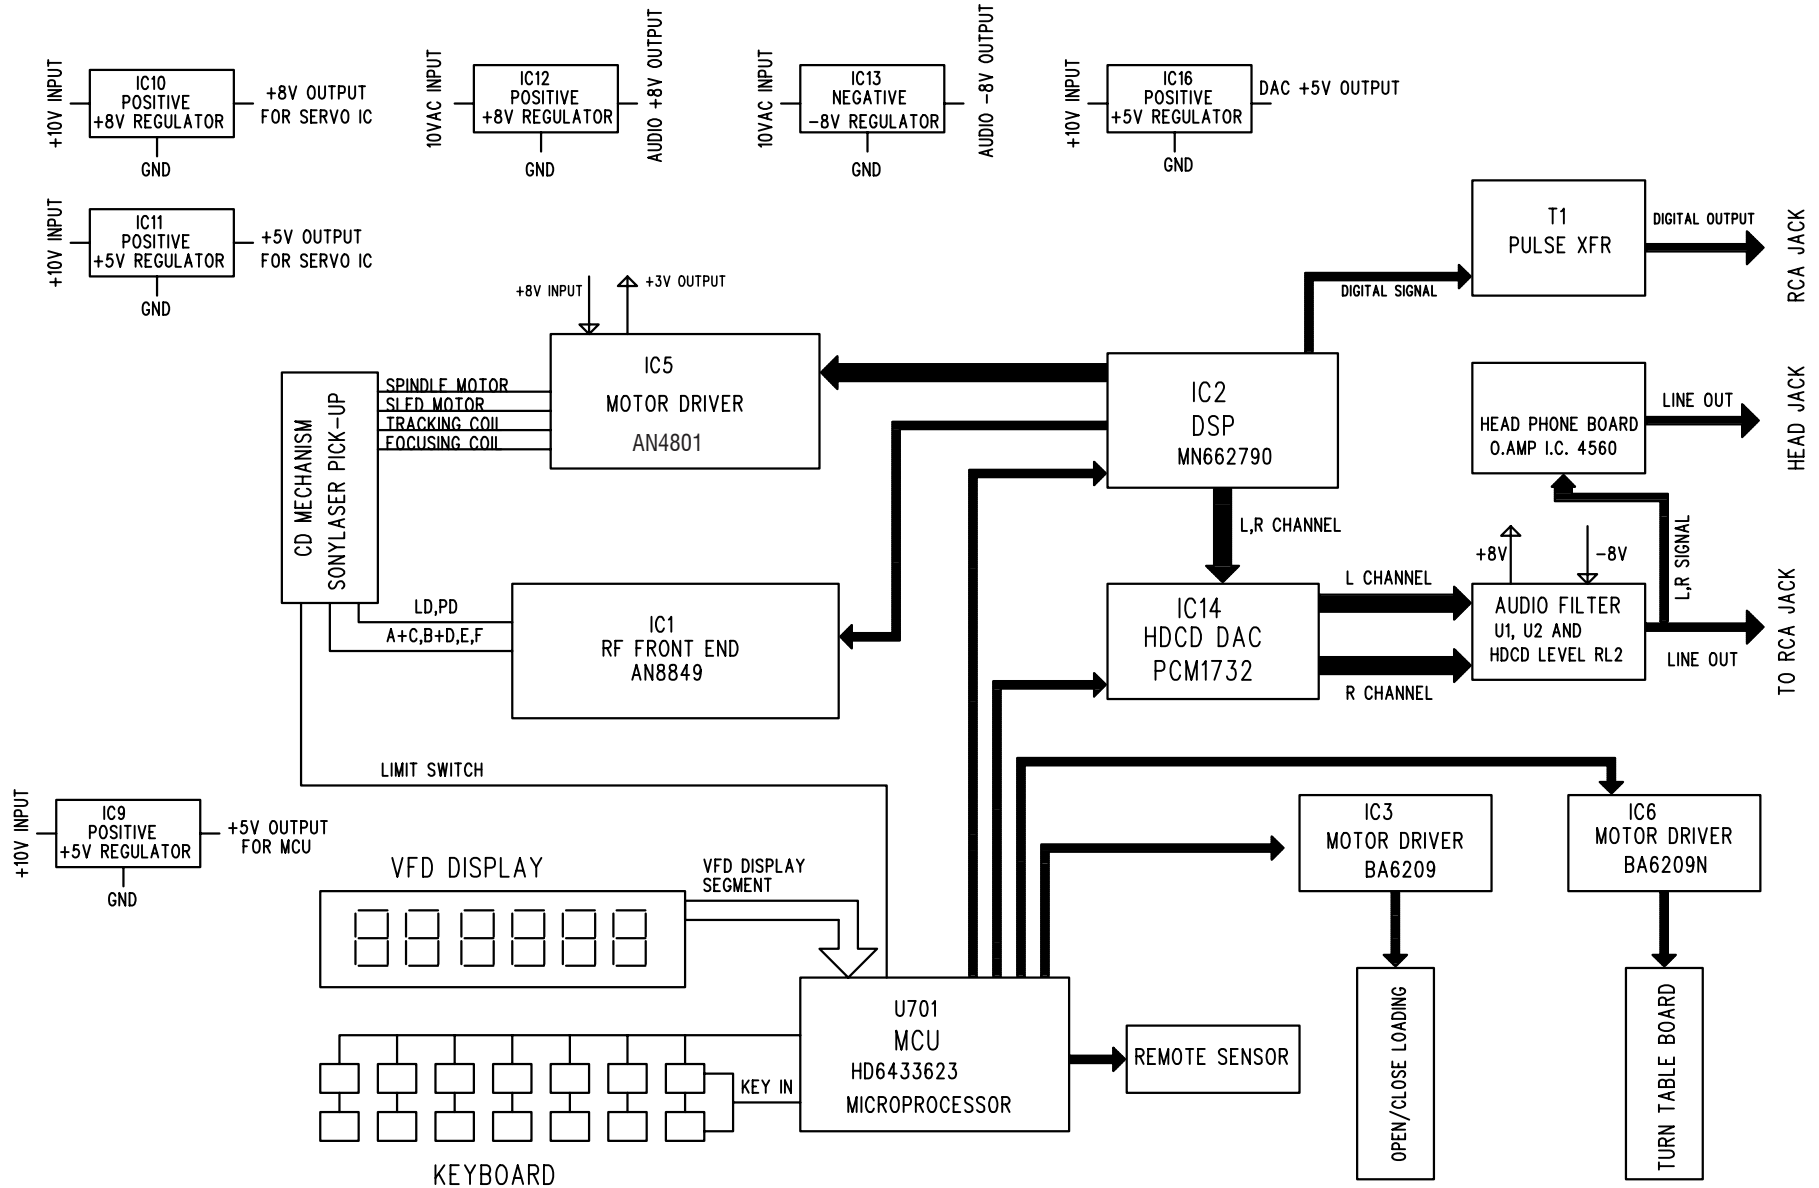 +10V INPUT
IC10
POSITIVE
+8V REGULATOR
GND
+8V OUTPUT
FOR SERVO IC
10VAC INPUT
IC12
POSITIVE
+8V REGULATOR
GND
AUDIO +8V OUTPUT
10VAC INPUT
IC13
NEGATIVE
-8V REGULATOR
GND
AUDIO -8V OUTPUT
+10V INPUT
IC16
POSITIVE
+5V REGULATOR
GND
DAC +5V OUTPUT
+10V INPUT
IC11
POSITIVE
+5V REGULATOR
GND
+5V OUTPUT
FOR SERVO IC
T1
PULSE XFR
DIGITAL OUTPUT
RCA JACK
DIGITAL SIGNAL
+8V INPUT
+3V OUTPUT
IC5
MOTOR DRIVER
AN4801
SPINDLE MOTOR
SLED MOTOR
TRACKING COIL
FOCUSING COIL
CD MECHANISM
SONYLASER PICK-UP
IC2
DSP
MN662790
HEAD PHONE BOARD
O.AMP I.C. 4560
LINE OUT
HEAD JACK
L,R CHANNEL
L,R SIGNAL
+8V
-8V
LD,PD
A+C,B+D,E,F
IC1
RF FRONT END
AN8849
IC14
HDCD DAC
PCM1732
L CHANNEL
R CHANNEL
AUDIO FILTER
U1, U2 AND
HDCD LEVEL RL2
LINE OUT
TO RCA JACK
LIMIT SWITCH
+10V INPUT
IC9
POSITIVE
+5V REGULATOR
GND
+5V OUTPUT
FOR MCU
VFD DISPLAY
VFD DISPLAY
SEGMENT
IC3
MOTOR DRIVER
BA6209
IC6
MOTOR DRIVER
BA6209N
U701
MCU
HD6433623
MICROPROCESSOR
REMOTE SENSOR
OPEN/CLOSE LOADING
TURN TABLE BOARD
KEY IN
KEYBOARD